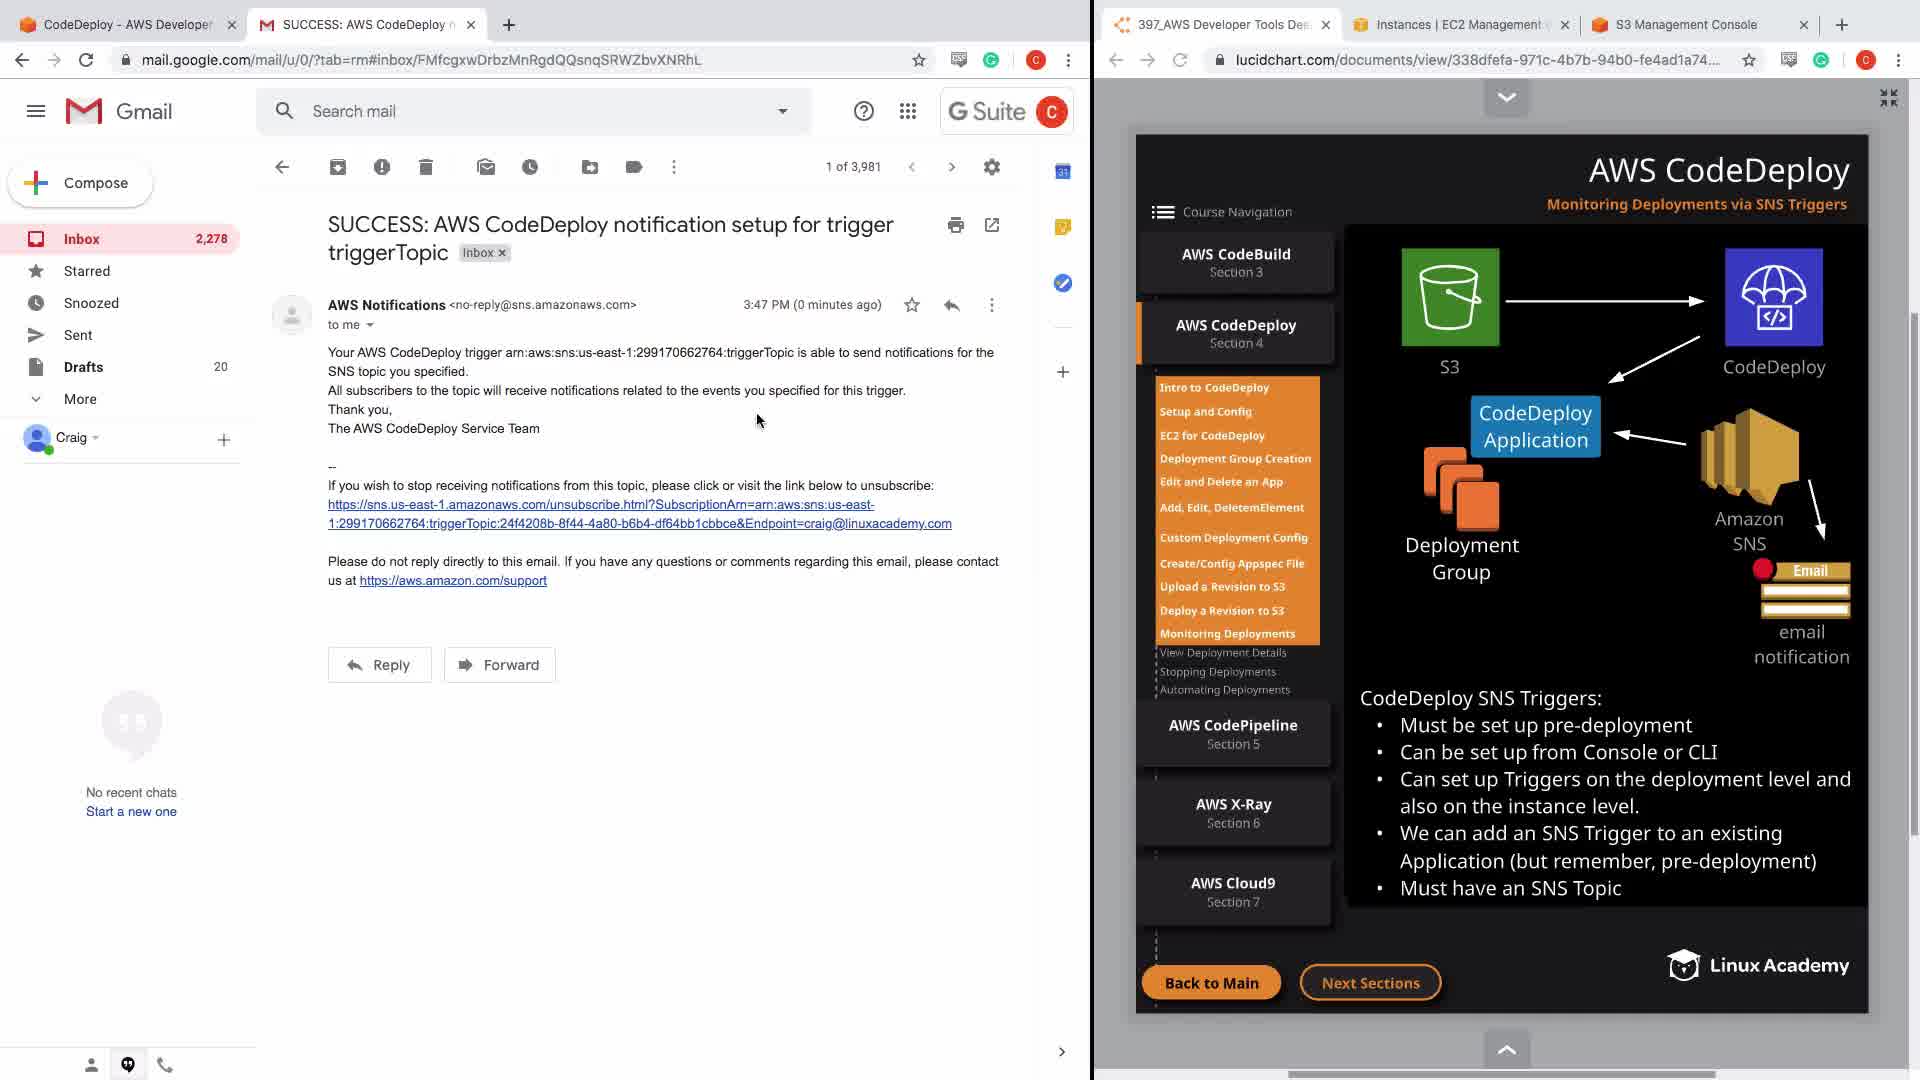 CodeDeploy - AWS Developer
SUCCESS: AWS CodeDeploy n
mail.google.com/mail/u/0/?tab=rm#inbox/FMfcgxwDrbzMnRgdQQsnqSRWZbvXNRhL
C
Gmail
Search mail
G Suite
C
Compose
1 of 3,981
31
Inbox
2,278
Starred
Snoozed
Sent
Drafts
20
More
Craig
No recent chats
Start a new one
SUCCESS: AWS CodeDeploy notification setup for trigger
triggerTopic
Inbox x
AWS Notifications <no-reply@sns.amazonaws.com>
3:47 PM (0 minutes ago)
to me
Your AWS CodeDeploy trigger arn:aws:sns:us-east-1:299170662764:triggerTopic is able to send notifications for the
SNS topic you specified.
All subscribers to the topic will receive notifications related to the events you specified for this trigger.
Thank you,
The AWS CodeDeploy Service Team
--
If you wish to stop receiving notifications from this topic, please click or visit the link below to unsubscribe:
https://sns.us-east-1.amazonaws.com/unsubscribe.html?SubscriptionArn=arn:aws:sns:us-east-
1:299170662764:triggerTopic:24f4208b-8f44-4a80-b6b4-df64bb1cbbce&Endpoint=craig@linuxacademy.com
Please do not reply directly to this email. If you have any questions or comments regarding this email, please contact
us at https://aws.amazon.com/support
Reply
Forward
397_AWS Developer Tools Des
Instances | EC2 Management
S3 Management Console
lucidchart.com/documents/view/338dfefa-971c-4b7b-94b0-fe4ad1a74...
C
AWS CodeDeploy
Monitoring Deployments via SNS Triggers
Course Navigation
AWS CodeBuild
Section 3
AWS CodeDeploy
Section 4
Intro to CodeDeploy
Setup and Config
EC2 for CodeDeploy
Deployment Group Creation
Edit and Delete an App
Add, Edit, DeletemElement
Custom Deployment Config
Create/Config Appspec File
Upload a Revision to S3
Deploy a Revision to S3
Monitoring Deployments
View Deployment Details
Stopping Deployments
Automating Deployments
AWS CodePipeline
Section 5
AWS X-Ray
Section 6
AWS Cloud9
Section 7
Back to Main
Next Sections
S3
CodeDeploy
CodeDeploy
Application
Deployment
Group
Amazon
SNS
Email
email
notification
CodeDeploy SNS Triggers:
• Must be set up pre-deployment
• Can be set up from Console or CLI
• Can set up Triggers on the deployment level and
also on the instance level.
• We can add an SNS Trigger to an existing
Application (but remember, pre-deployment)
• Must have an SNS Topic
Linux Academy